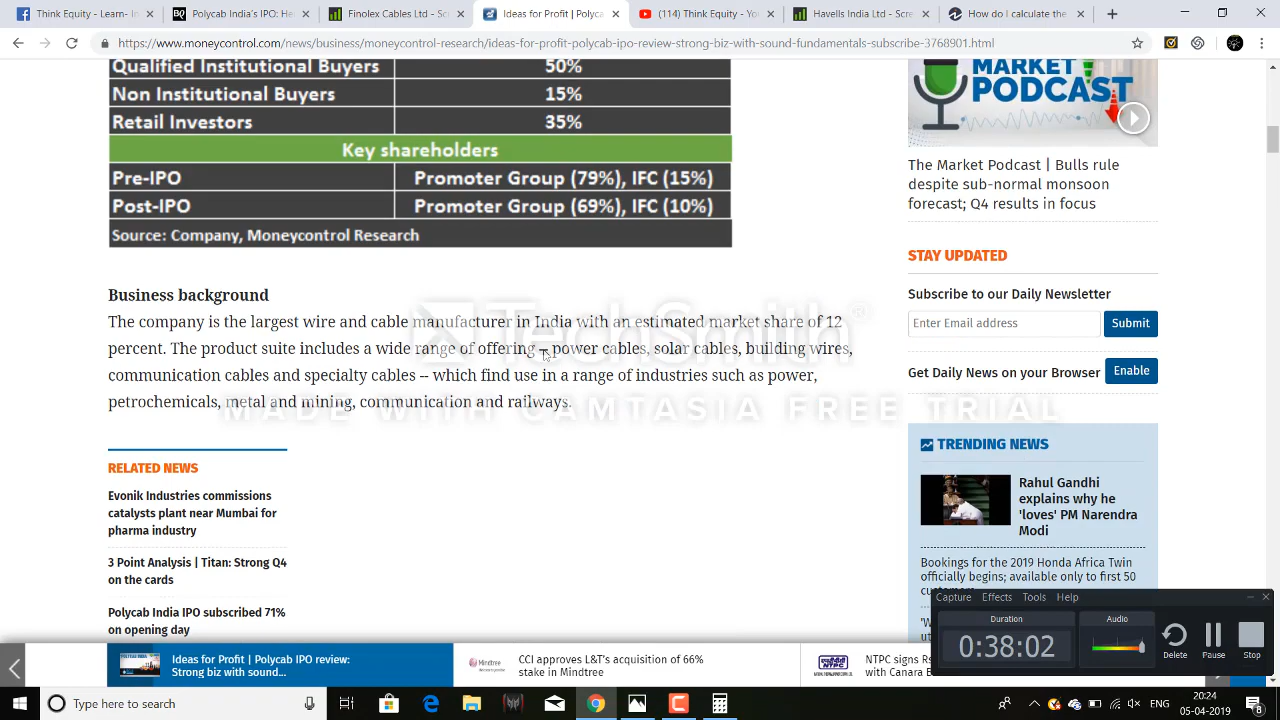 Facebook | Think Equity - In
Polycab India's IPO: He
Finolex Cables Ltd - Scr
Ideas for Profit | Polyca
(114) Think Equity - Yo
Havells India Ltd - Scre
How do I calculate the
https://www.moneycontrol.com/news/business/moneycontrol-research/ideas-for-profit-polycab-ipo-review-strong-biz-with-sound-fundamentals-subscribe-3768901.html
Qualified Institutional Buyers 50%
Non Institutional Buyers 15%
Retail Investors 35%
Key shareholders
Pre-IPO Promoter Group (79%), IFC (15%)
Post-IPO Promoter Group (69%), IFC (10%)
Source: Company, Moneycontrol Research
Business background
The company is the largest wire and cable manufacturer in India with an estimated market share of 12
percent. The product suite includes a wide range of offering -- power cables, solar cables, building wires,
communication cables and specialty cables -- which find use in a range of industries such as power,
petrochemicals, metal and mining, communication and railways.
TechSmith®
MADE WITH CAMTASIA FREE TRIAL
RELATED NEWS
Evonik Industries commissions
catalysts plant near Mumbai for
pharma industry
3 Point Analysis | Titan: Strong Q4
on the cards
Polycab India IPO subscribed 71%
on opening day
MARKET
PODCAST
The Market Podcast | Bulls rule
despite sub-normal monsoon
forecast; Q4 results in focus
STAY UPDATED
Subscribe to our Daily Newsletter
Enter Email address Submit
Get Daily News on your Browser Enable
TRENDING NEWS
Rahul Gandhi
explains why he
'loves' PM Narendra
Modi
Bookings for the 2019 Honda Africa Twin
officially begins; available only to first 50
Ideas for Profit | Polycab IPO review:
Strong biz with sound...
Mindtree
CCI approves L&T's acquisition of 66%
stake in Mindtree
NTPC
NTPC signs Rs
with Canara B
Capture Effects Tools Help
Duration Audio
0:38:02
Delete Pause Stop
Type here to search
ENG
20:24
05-04-2019
8